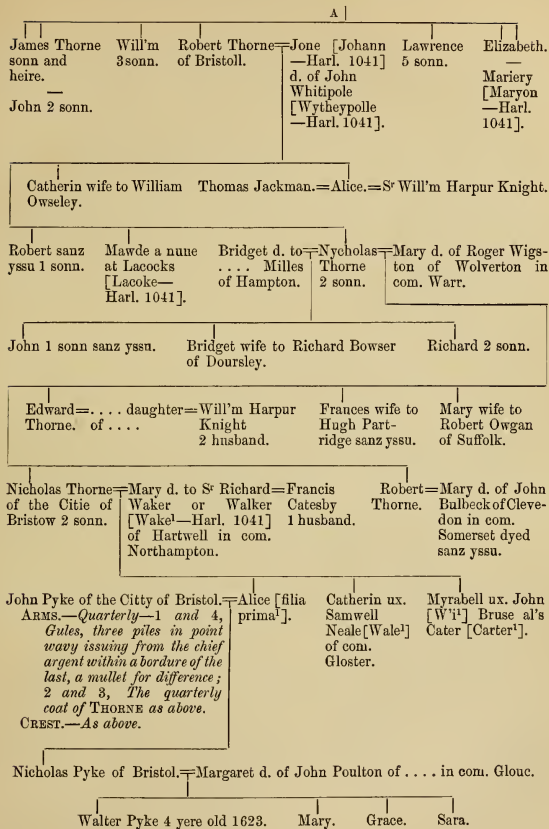 A
James Thorne sonn and heire.
—
John 2 sonn.
Will'm 3 sonn.
Robert Thorne=Jone [Johann
of Bristoll. —Harl. 1041]
d. of John
Whitipole
[Wytheypolle
—Harl. 1041].
Lawrence
5 sonn.
Elizabeth.
—
Mariery
[Maryon
—Harl.
1041].
Catherin wife to William
Owseley.
Thomas Jackman.=Alice.=Sr Will'm Harpur Knight.
Robert sanz
yssu 1 sonn.
Mawde a nune
at Lacocks
[Lacoke—
Harl. 1041].
Bridget d. to
.... Milles
of Hampton.
=Nycholas=
Thorne
2 sonn.
Mary d. of Roger Wigs-
ton of Wolverton in
com. Warr.
John 1 sonn sanz yssu.
Bridget wife to Richard Bowser
of Doursley.
Richard 2 sonn.
Edward=.... daughter=Will'm Harpur
Thorne. of ....
Knight
2 husband.
Frances wife to
Hugh Part-
ridge sanz yssu.
Mary wife to
Robert Owgan
of Suffolk.
Nicholas Thorne=
of the Citie of
Bristow 2 sonn.
Mary d. to Sr Richard=
Waker or Walker
[Wake1—Harl. 1041]
of Hartwell in com.
Northampton.
Francis
Catesby
1 husband.
Robert=
Thorne.
Mary d. of John
Bulbeck of Cleve-
don in com.
Somerset dyed
sanz yssu.
John Pyke of the Citty of Bristol.=
ARMS.—Quarterly—1 and 4,
Gules, three piles in point
wavy issuing from the chief
argent within a bordure of the
last, a mullet for difference;
2 and 3, The quarterly
coat of THORNE as above.
CREST.—As above.
Alice [filia
prima1].
Catherin ux.
Samwell
Neale [Wale1]
of com.
Gloster.
Myrabell ux. John
[W'i1] Bruse al's
Cater [Carter1].
Nicholas Pyke of Bristol.=Margaret d. of John Poulton of .... in com. Glouc.
Walter Pyke 4 yere old 1623.
Mary.
Grace.
Sara.